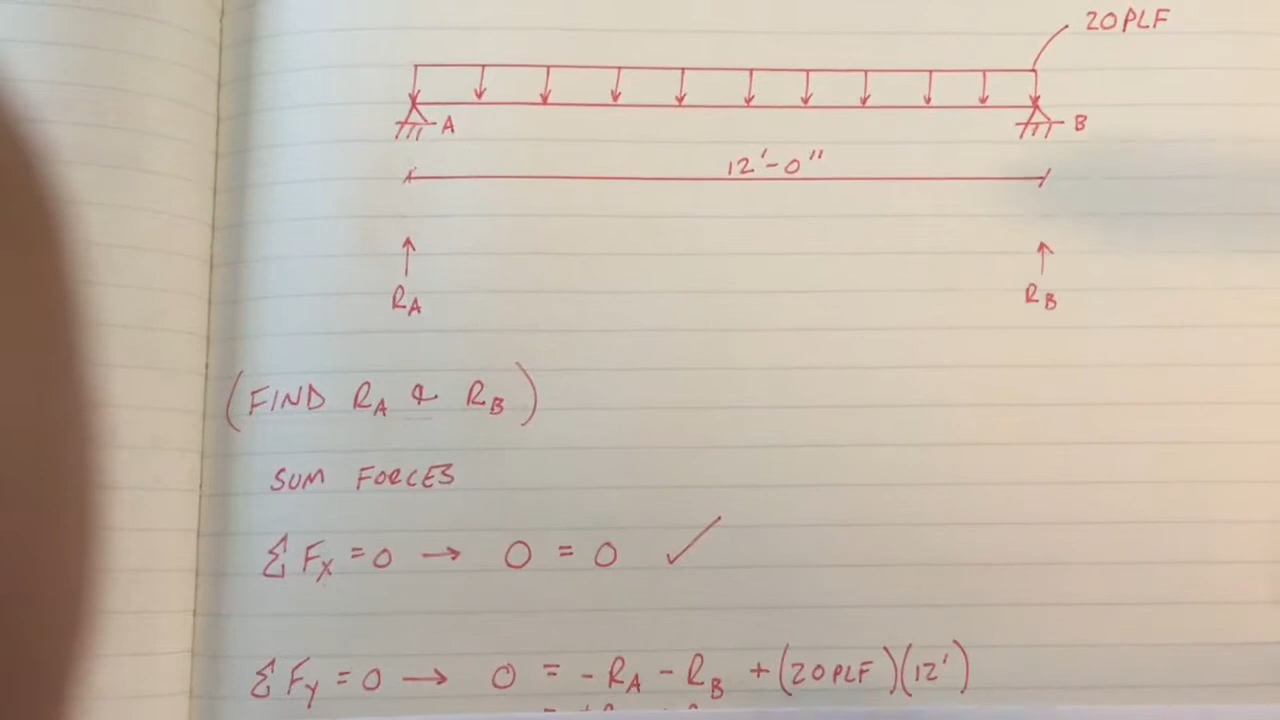 20PLF
A
B
12'-0"
RA
RB
(FIND RA & RB)
SUM FORCES
ΣFx = 0 → 0 = 0 ✓
ΣFy = 0 → 0 = -RA - RB + (20PLF)(12')